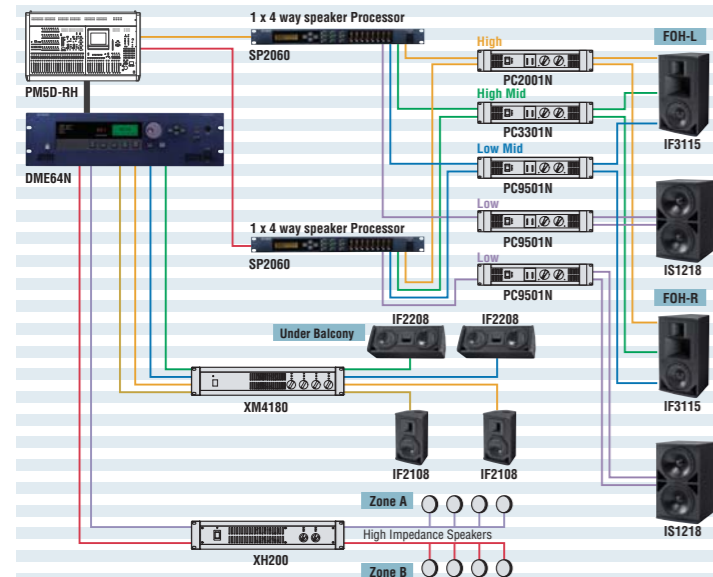 1 x 4 way speaker Processor
SP2060
PM5D-RH
DME64N
High
PC2001N
High Mid
PC3301N
Low Mid
PC9501N
Low
PC9501N
Low
PC9501N
FOH-L
IF3115
IS1218
FOH-R
IF3115
IS1218
1 x 4 way speaker Processor
SP2060
Under Balcony
IF2208
IF2208
XM4180
IF2108
IF2108
Zone A
High Impedance Speakers
XH200
Zone B